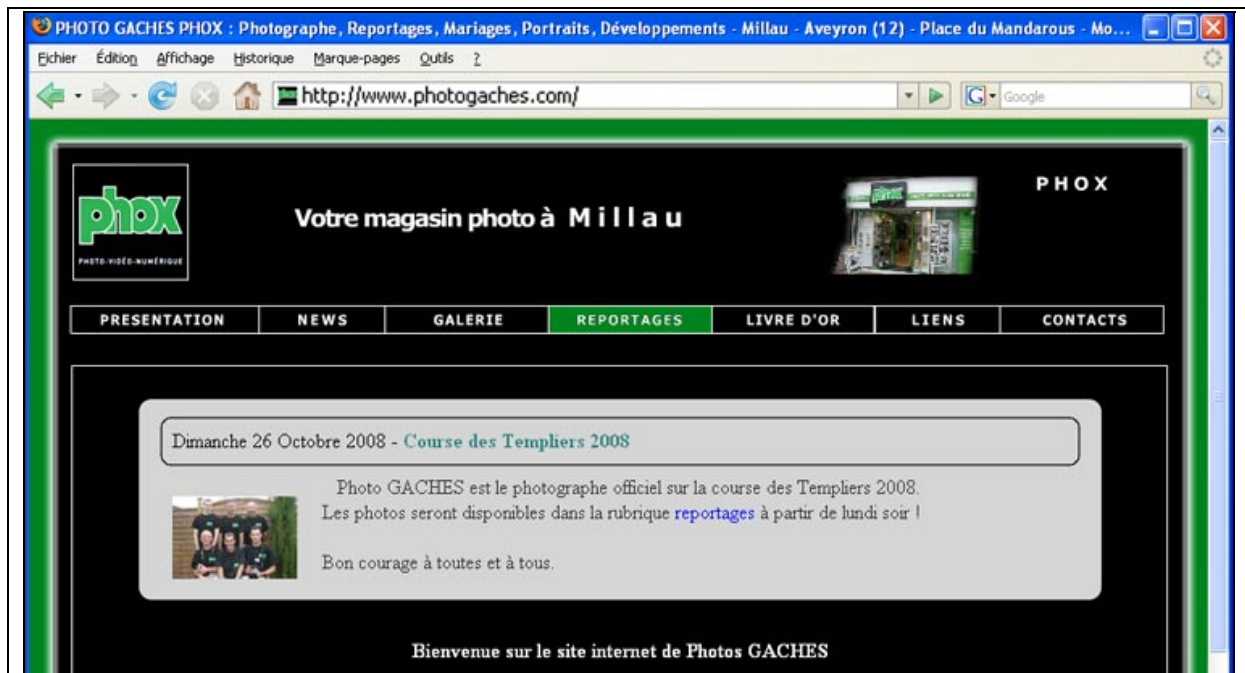 PHOTO GACHES PHOX : Photographe, Reportages, Mariages, Portraits, Développements - Millau - Aveyron (12) - Place du Mandarous - Mo...
Fichier Édition Affichage Historique Marque-pages Outils ?
http://www.photogaches.com/ Google
phox
PHOTO-VIDÉO-NUMÉRIQUE
Votre magasin photo à Millau
PHOX
PRESENTATION NEWS GALERIE REPORTAGES LIVRE D'OR LIENS CONTACTS
Dimanche 26 Octobre 2008 - Course des Templiers 2008
Photo GACHES est le photographe officiel sur la course des Templiers 2008.
Les photos seront disponibles dans la rubrique reportages à partir de lundi soir !
Bon courage à toutes et à tous.
Bienvenue sur le site internet de Photos GACHES